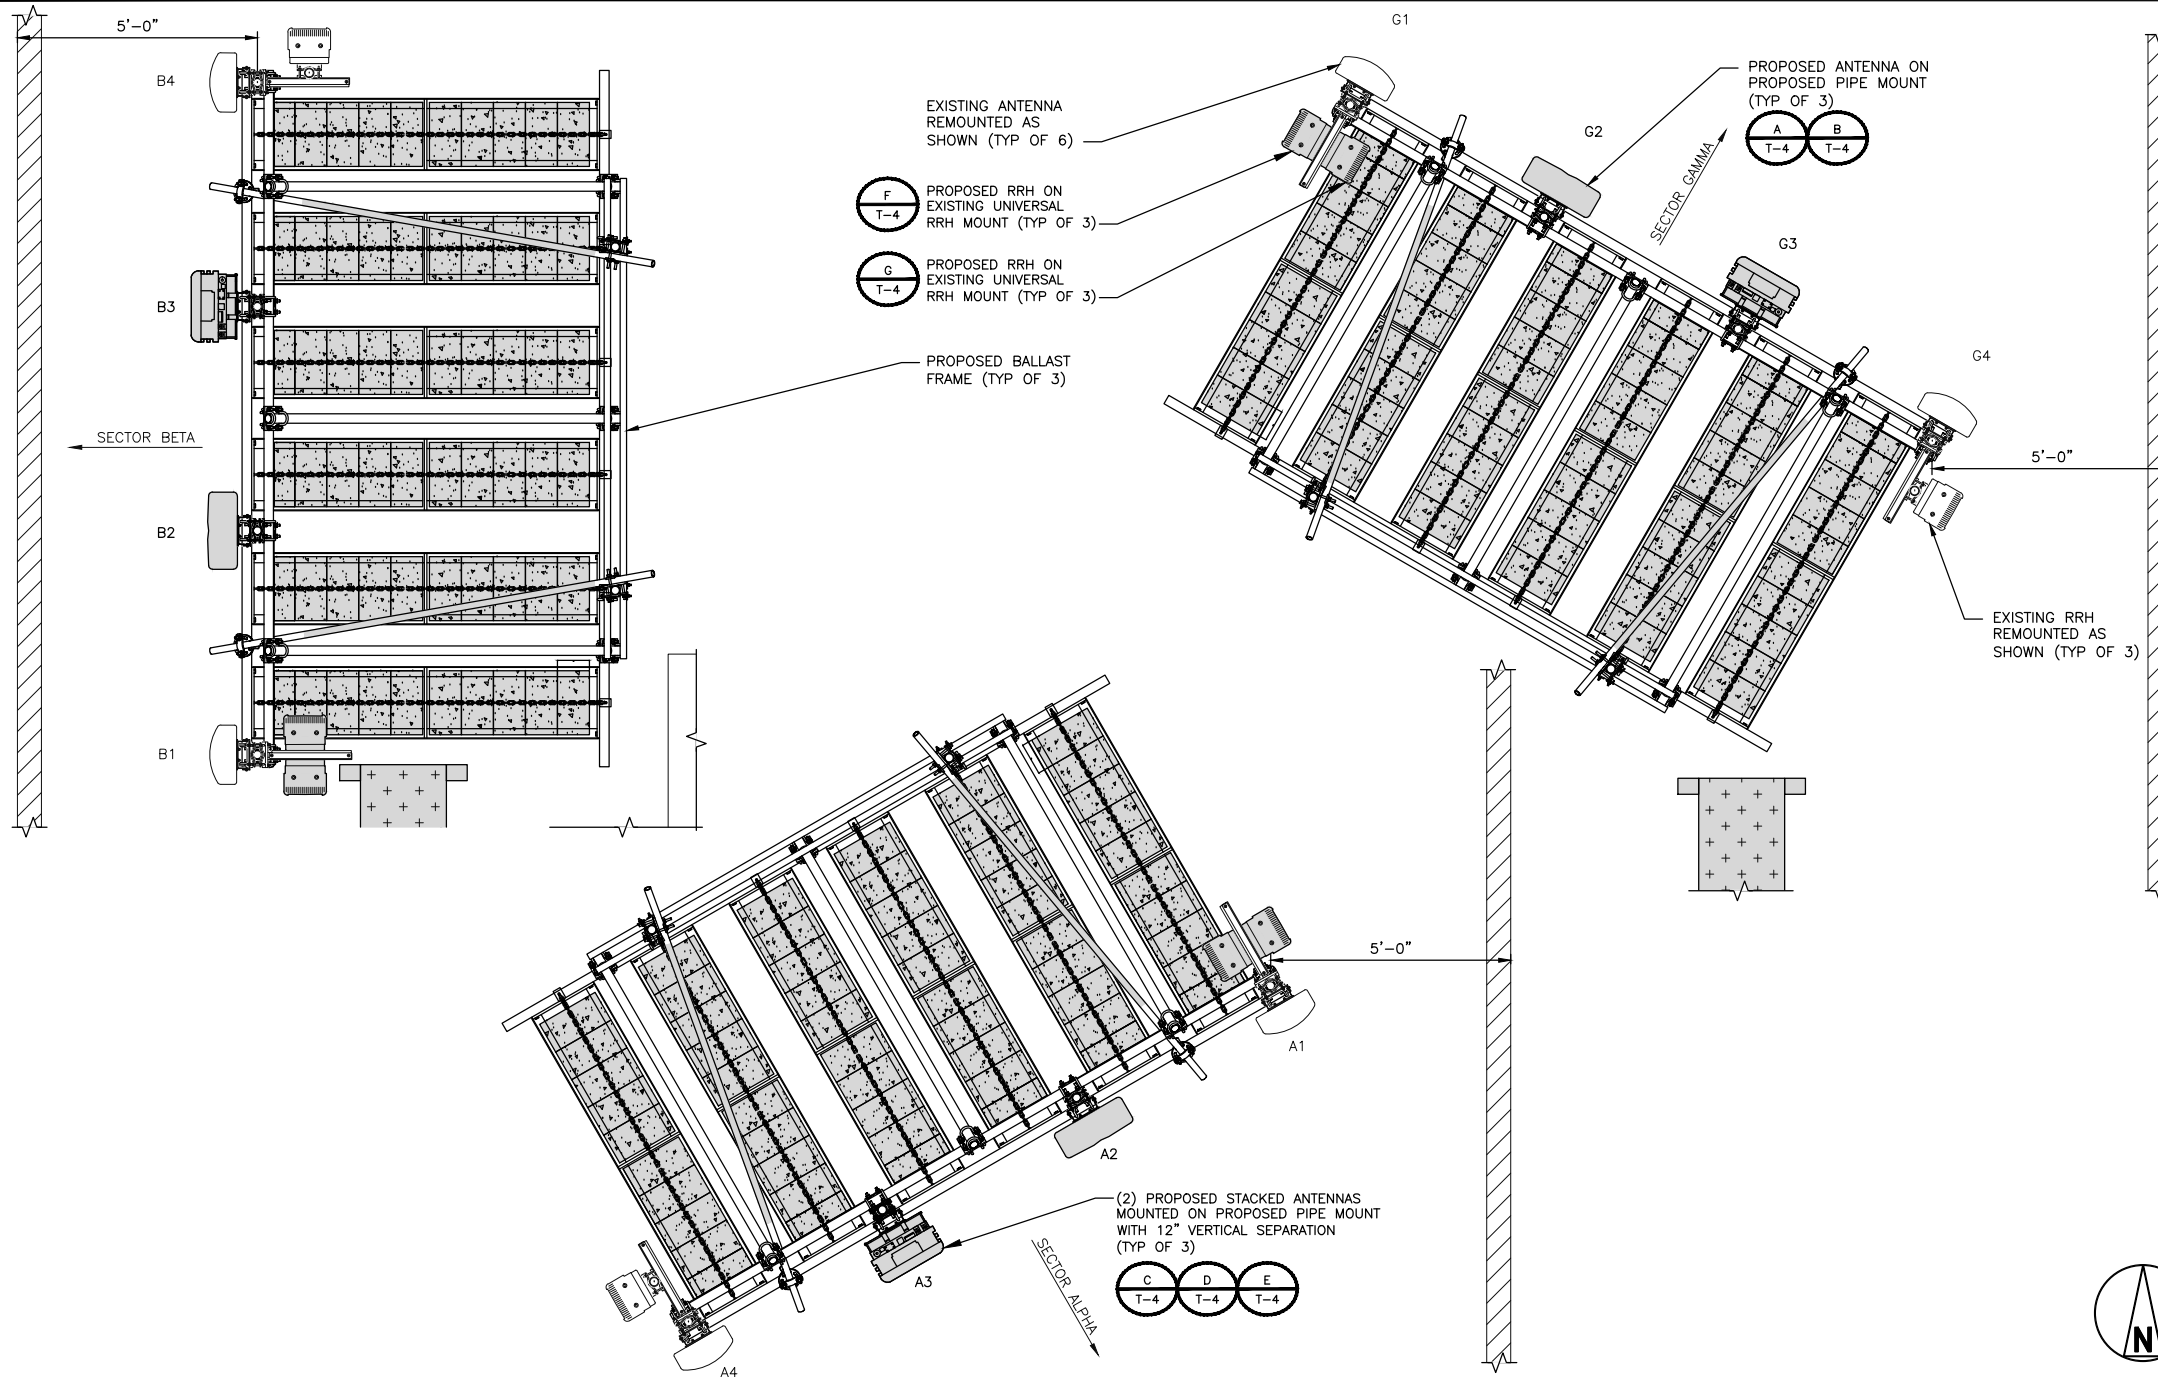 5'-0"
B4
B3
SECTOR BETA
B2
B1
G1
EXISTING ANTENNA
REMOUNTED AS
SHOWN (TYP OF 6)
F
T-4
PROPOSED RRH ON
EXISTING UNIVERSAL
RRH MOUNT (TYP OF 3)
G
T-4
PROPOSED RRH ON
EXISTING UNIVERSAL
RRH MOUNT (TYP OF 3)
PROPOSED BALLAST
FRAME (TYP OF 3)
G2
SECTOR GAMMA
PROPOSED ANTENNA ON
PROPOSED PIPE MOUNT
(TYP OF 3)
A
T-4
B
T-4
G3
G4
5'-0"
EXISTING RRH
REMOUNTED AS
SHOWN (TYP OF 3)
5'-0"
A1
A2
(2) PROPOSED STACKED ANTENNAS
MOUNTED ON PROPOSED PIPE MOUNT
WITH 12" VERTICAL SEPARATION
(TYP OF 3)
C
T-4
D
T-4
E
T-4
A3
SECTOR ALPHA
A4
N